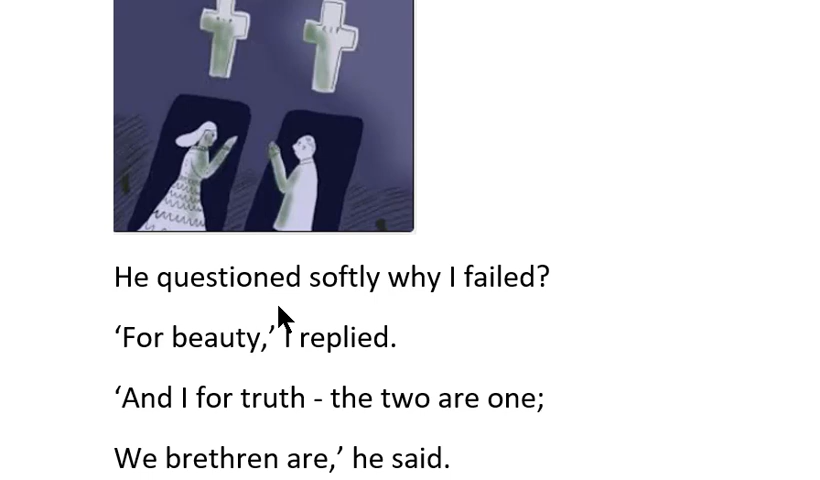 He questioned softly why I failed?
‘For beauty,’ I replied.
‘And I for truth - the two are one;
We brethren are,’ he said.